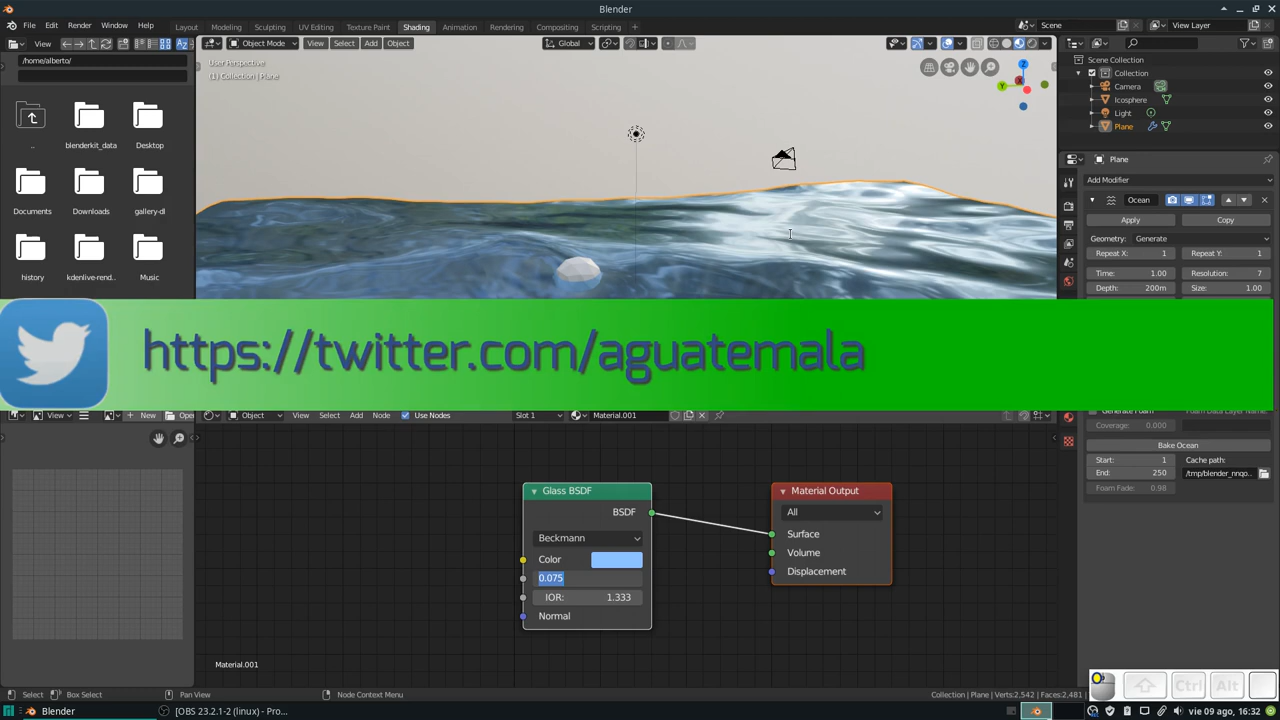 Blender
File Edit Render Window Help Layout Modeling Sculpting UV Editing Texture Paint Shading Animation Rendering Compositing Scripting Scene View Layer
View Object Mode View Select Add Object Global
/home/alberto/
User Perspective
(1) Collection | Plane
Scene Collection
Collection
Camera
Icosphere
Light
Plane
.. blenderkit_data Desktop
Documents Downloads gallery-dl
history kdenlive-rend... Music
Z
Y
X
Plane
Add Modifier
Ocean
Apply Copy
Geometry: Generate
Repeat X: 1 Repeat Y: 1
Time: 1.00 Resolution: 7
Depth: 200m Size: 1.00
https://twitter.com/aguatemala
View New Open Object View Select Add Node Use Nodes Slot 1 Material.001
Generate Foam Foam Data Layer Name:
Coverage: 0.000
Bake Ocean
Start: 1 Cache path:
End: 250 /tmp/blender_nnqo...
Foam Fade: 0.98
Glass BSDF
BSDF
Beckmann
Color
0.075
IOR: 1.333
Normal
Material Output
All
Surface
Volume
Displacement
Material.001
Select Box Select Pan View Node Context Menu Collection | Plane | Verts:2,542 | Faces:2,481
Ctrl Alt
Blender [OBS 23.2.1-2 (linux) - Pro... vie 09 ago, 16:32